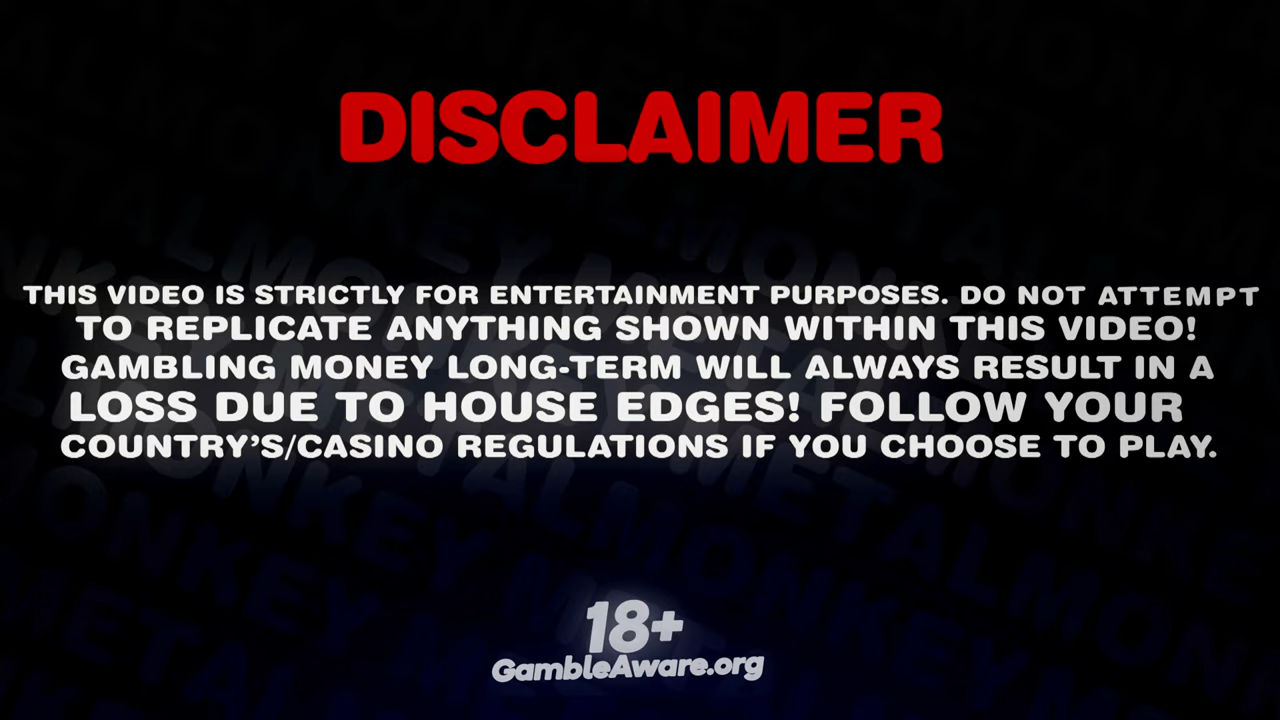 DISCLAIMER
THIS VIDEO IS STRICTLY FOR ENTERTAINMENT PURPOSES. DO NOT ATTEMPT
TO REPLICATE ANYTHING SHOWN WITHIN THIS VIDEO!
GAMBLING MONEY LONG-TERM WILL ALWAYS RESULT IN A
LOSS DUE TO HOUSE EDGES! FOLLOW YOUR
COUNTRY'S/CASINO REGULATIONS IF YOU CHOOSE TO PLAY.
18+
GambleAware.org